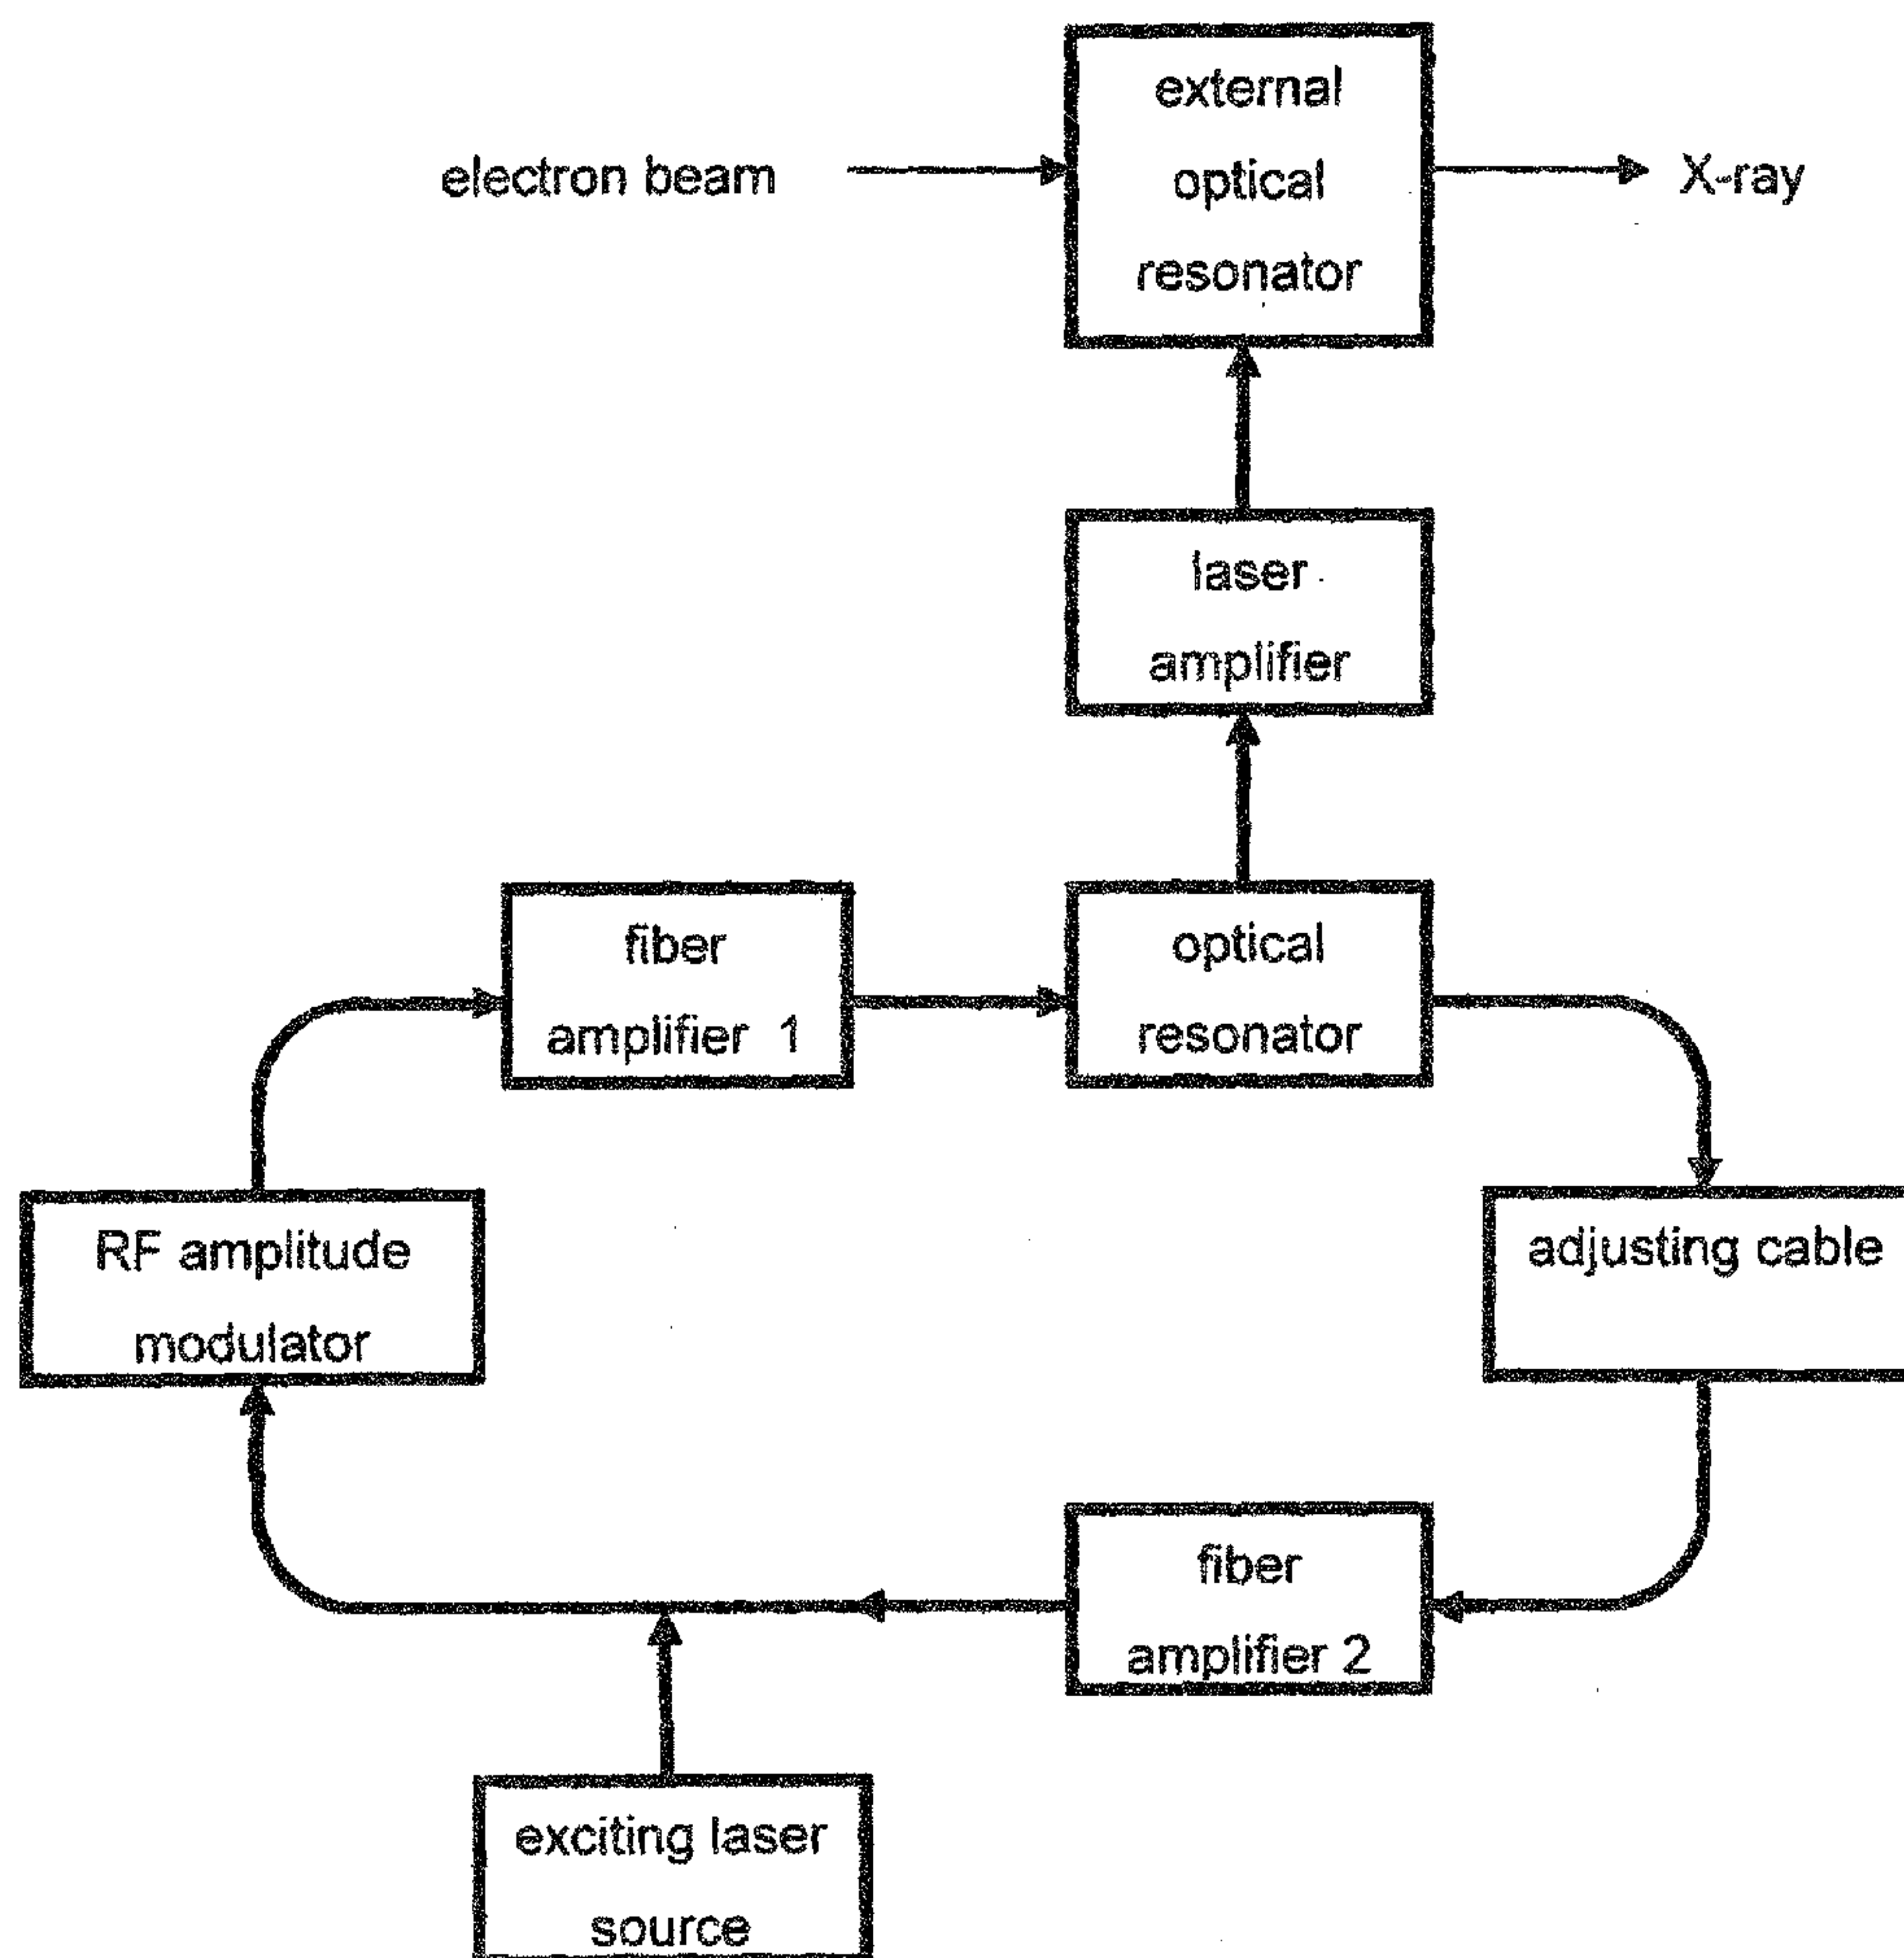 external
optical
resonator
electron beam
X-ray
laser
amplifier
fiber
amplifier 1
optical
resonator
RF amplitude
modulator
adjusting cable
fiber
amplifier 2
exciting laser
source